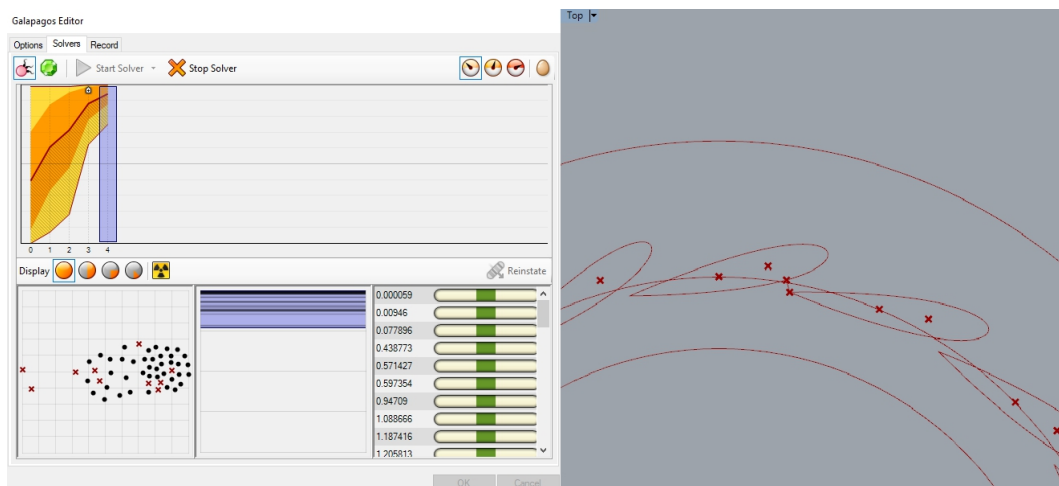 Galapagos Editor
Top
Options Solvers Record
Start Solver Stop Solver
0 1 2 3 4
Display Reinstate
0.000059
0.00946
0.077896
0.438773
0.571427
0.597354
0.94709
1.088666
1.187416
1.205813
OK Cancel